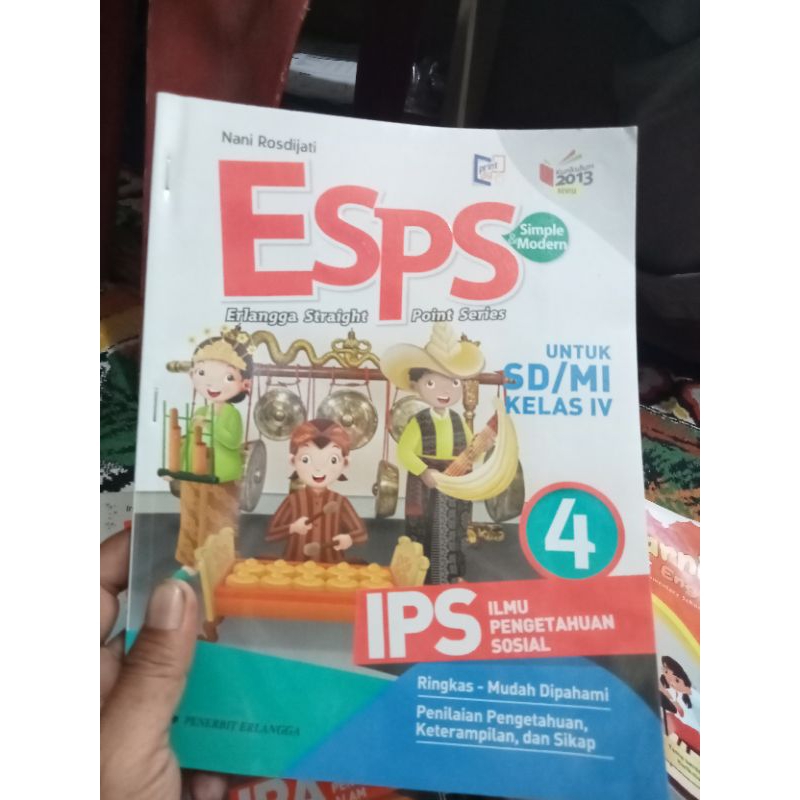 Nani Rosdijati
Kurikulum
2013
ESPS
Simple
& Modern
Erlangga Straight Point Series
UNTUK
SD/MI
KELAS IV
4
IPS
ILMU
PENGETAHUAN
SOSIAL
Ringkas - Mudah Dipahami
Penilaian Pengetahuan,
Keterampilan, dan Sikap
PENERBIT ERLANGGA
IPA